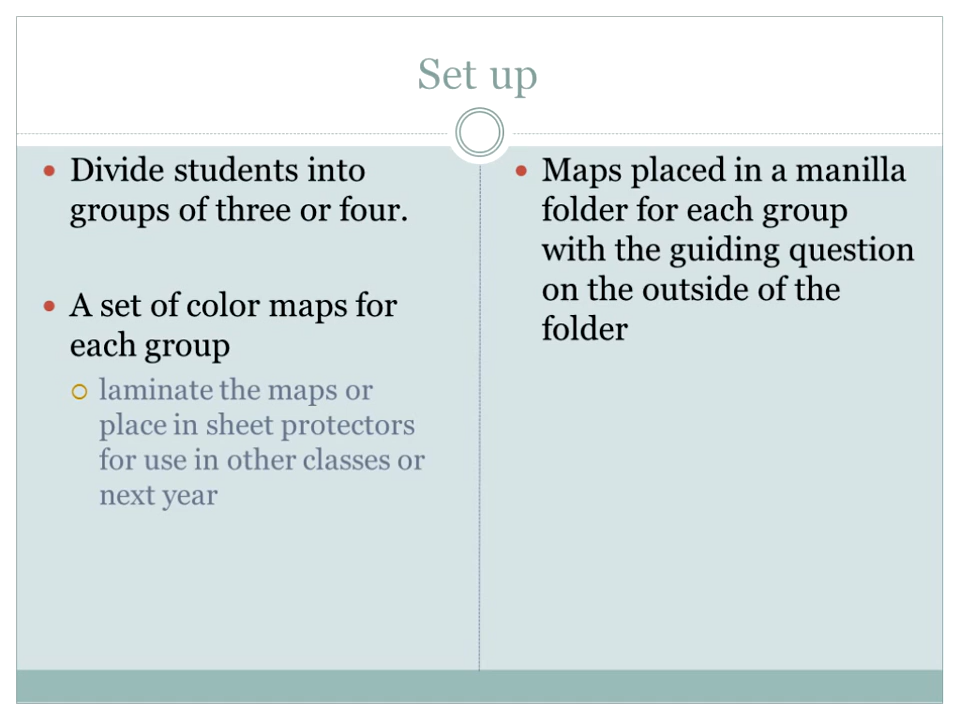 Set up
Divide students into
groups of three or four.
A set of color maps for
each group
laminate the maps or
place in sheet protectors
for use in other classes or
next year
Maps placed in a manilla
folder for each group
with the guiding question
on the outside of the
folder